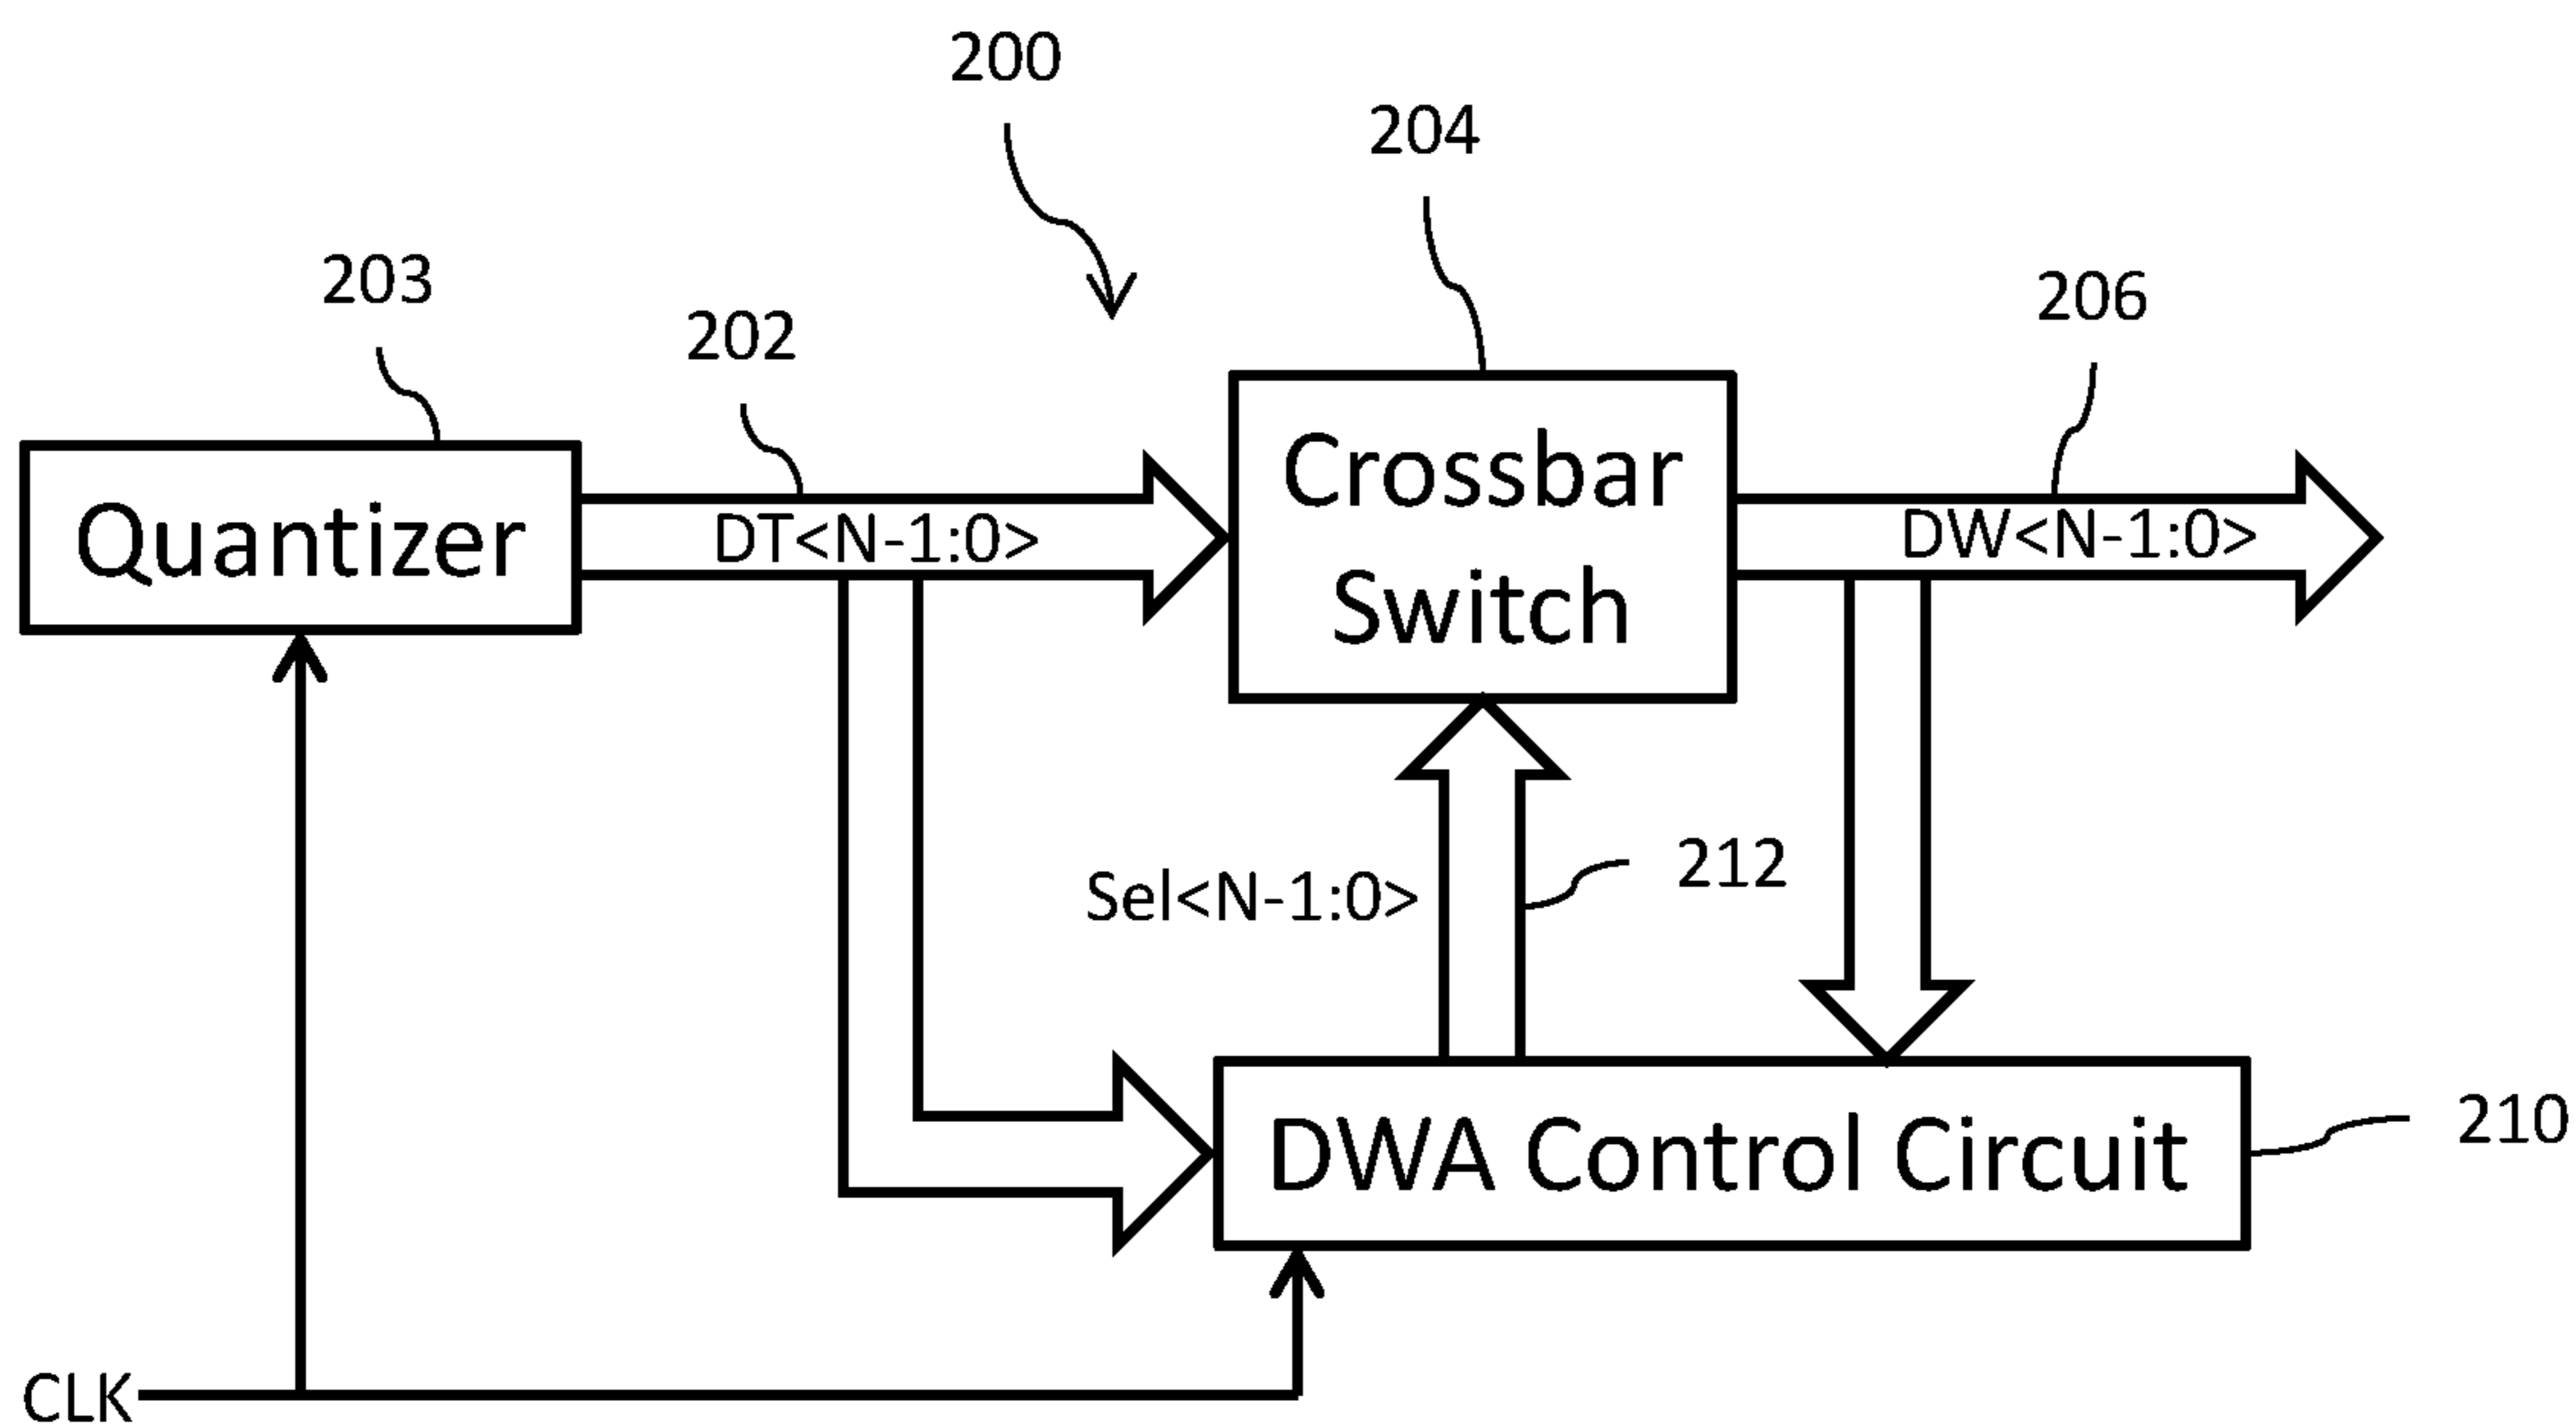 200
204
203
206
202
Quantizer
DT<N-1:0>
Crossbar
Switch
DW<N-1:0>
Sel<N-1:0>
212
DWA Control Circuit
210
CLK